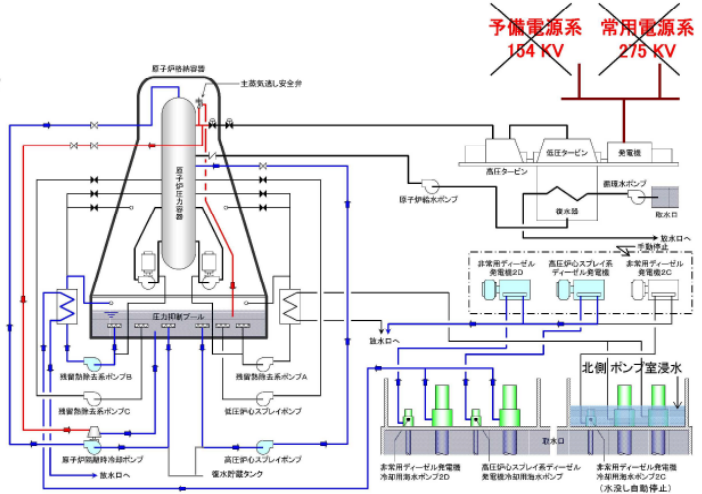 予備電源系
154 KV
常用電源系
275 KV
原子炉格納容器
主蒸気逃し安全弁
原子炉圧力容器
高圧タービン
低圧タービン
発電機
循環水ポンプ
原子炉給水ポンプ
復水器
取水口
放水口へ
手動停止
非常用ディーゼル
発電機2D
高圧炉心スプレイ系
ディーゼル発電機
非常用ディーゼル
発電機2C
圧力抑制プール
放水口へ
残留熱除去系ポンプB
残留熱除去系ポンプA
残留熱除去系ポンプC
低圧炉心スプレイポンプ
北側 ポンプ室浸水
取水口
原子炉隔離時冷却ポンプ
高圧炉心スプレイポンプ
放水口へ
復水貯蔵タンク
非常用ディーゼル発電機
冷却用海水ポンプ2D
高圧炉心スプレイ系ディーゼル
発電機冷却用海水ポンプ
非常用ディーゼル発電機
冷却用海水ポンプ2C
(水没し自動停止)